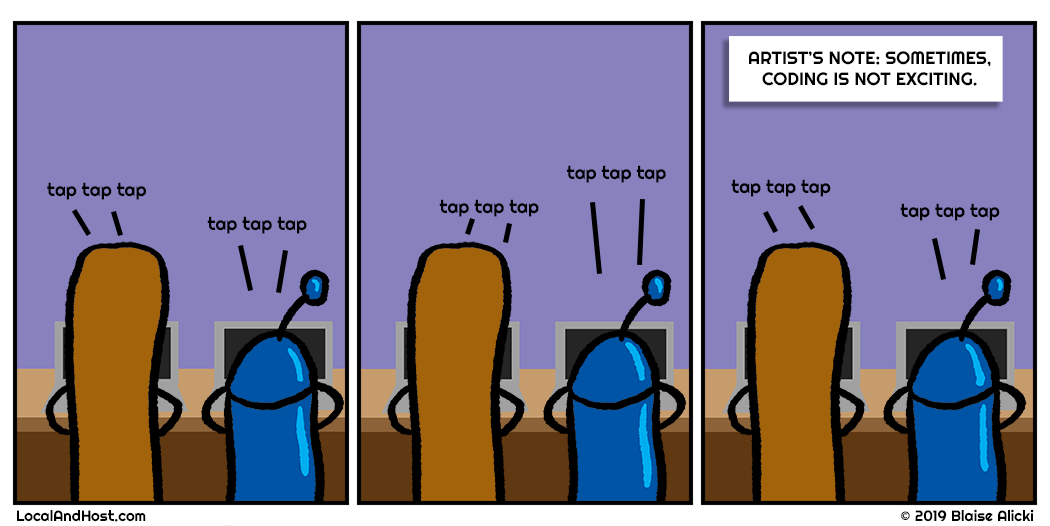 tap tap tap
tap tap tap
tap tap tap
tap tap tap
ARTIST'S NOTE: SOMETIMES,
CODING IS NOT EXCITING.
tap tap tap
tap tap tap
LocalAndHost.com
© 2019 Blaise Alicki